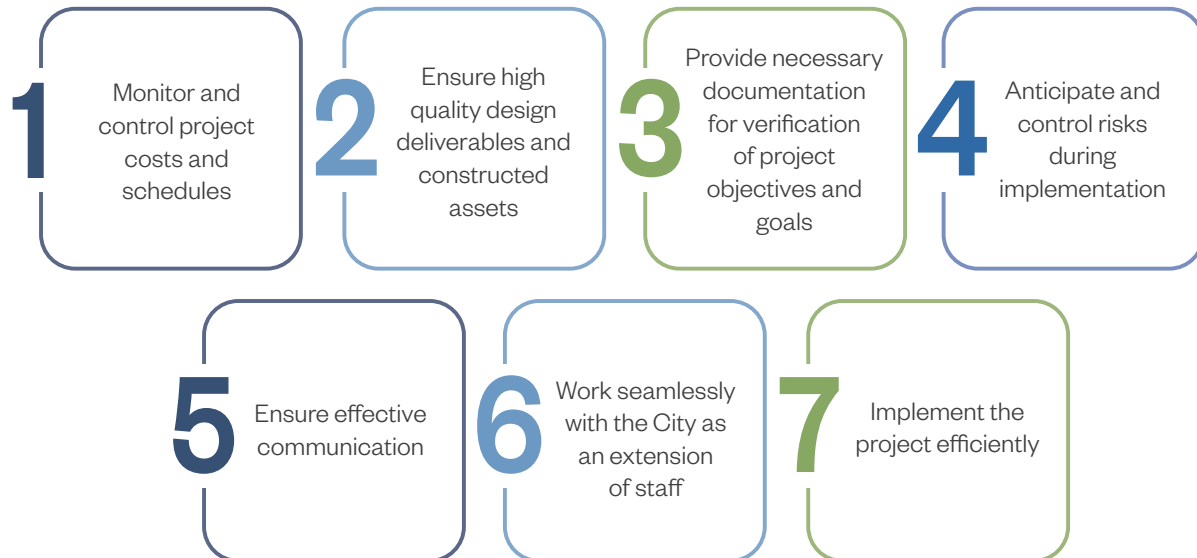 1
Monitor and
control project
costs and
schedules
2
Ensure high
quality design
deliverables and
constructed
assets
3
Provide necessary
documentation
for verification
of project
objectives and
goals
4
Anticipate and
control risks
during
implementation
5
Ensure effective
communication
6
Work seamlessly
with the City as
an extension
of staff
7
Implement the
project efficiently